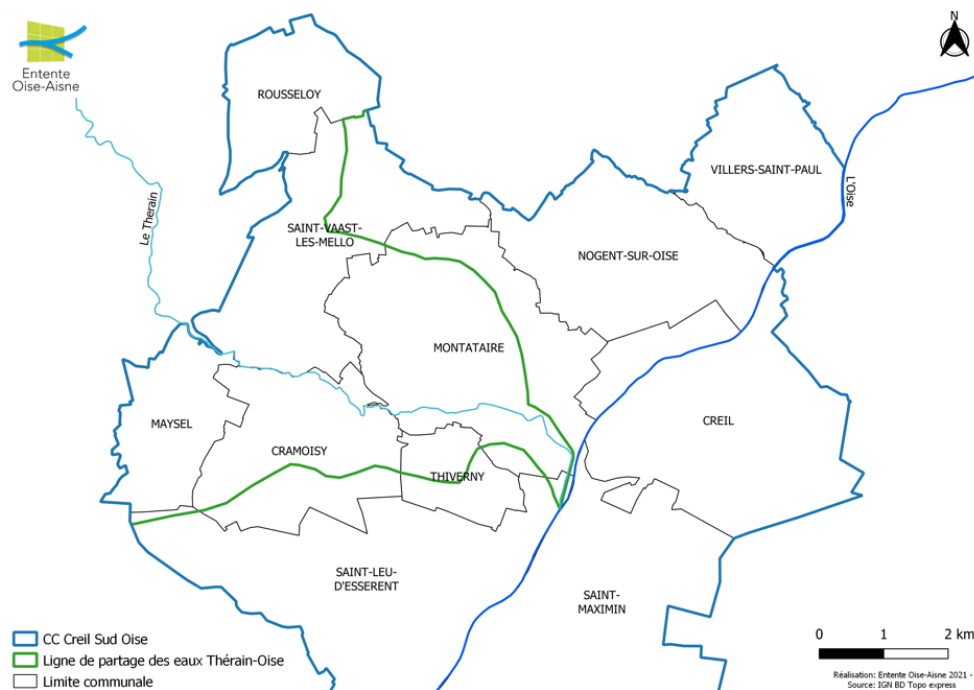 Entente
Oise-Aisne
N
ROUSSELOY
VILLERS-SAINT-PAUL
L'Oise
Le Therain
SAINT-VAAST-
LES-MELLO
NOGENT-SUR-OISE
MONTATAIRE
MAYSEL
CREIL
CRAMOISY
THIVERNY
SAINT-LEU-
D'ESSERENT
SAINT-
MAXIMIN
CC Creil Sud Oise
Ligne de partage des eaux Thérain-Oise
Limite communale
0 1 2 km
Réalisation: Entente Oise-Aisne 2021 -
Source: IGN BD Topo express